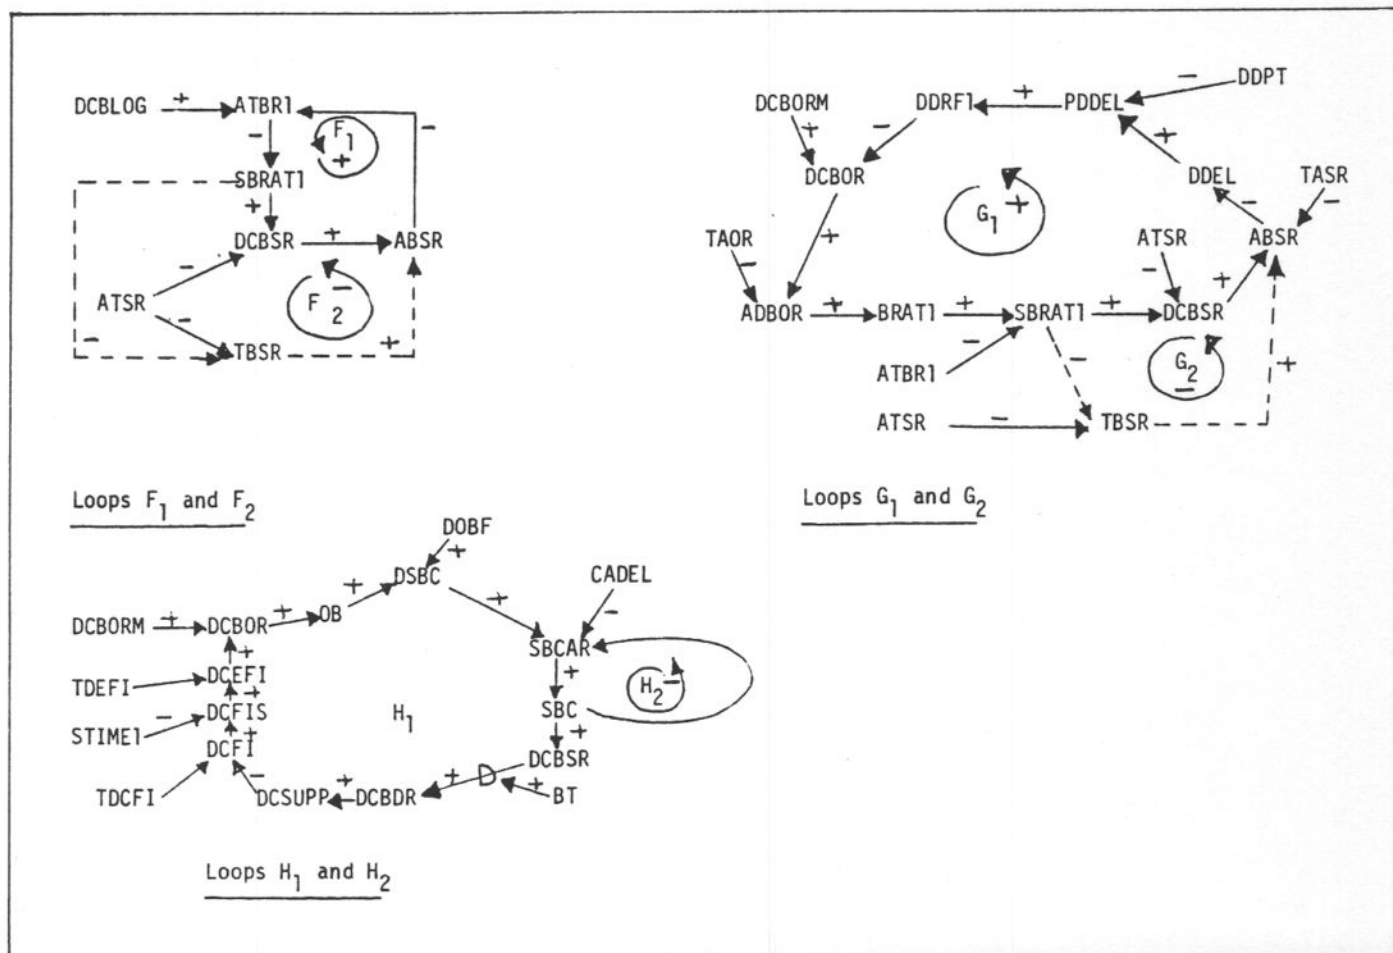 DCBLOG + ATBR1
- F1 -
+
SBRAT1
+
DCBSR + ABSR
-
ATSR F2 -
-
- TBSR +
Loops F1 and F2
DDPT
-
DCBORM DDRF1 + PDDEL
+ - +
DCBOR DDEL TASR
G1 + - -
TAOR + ATSR ABSR
- - +
ADBOR + BRAT1 + SBRAT1 + DCBSR
- - G2 +
ATBR1 -
ATSR - TBSR
Loops G1 and G2
DOBF
+
DSBC CADEL
+ + -
DCBORM + DCBOR + OB
SBCAR
+ +
TDEFI DCEFI H2 -
+
STIME1 - DCFIS H1 SBC
+ +
DCFI DCBSR
- + + D +
TDCFI DCSUPP DCBDR BT
Loops H1 and H2